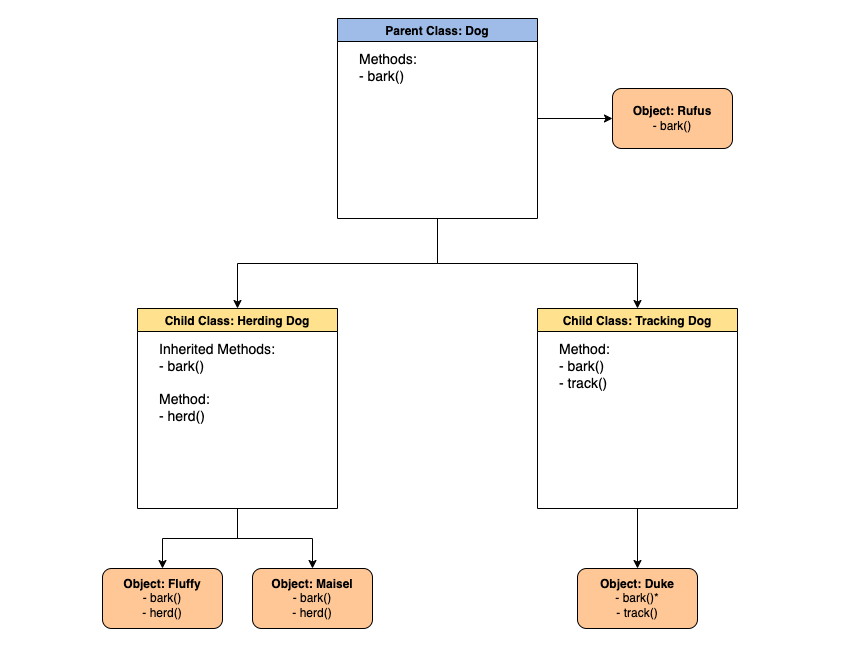 Parent Class: Dog
Methods:
- bark()
Object: Rufus
- bark()
Child Class: Herding Dog
Inherited Methods:
- bark()
Method:
- herd()
Child Class: Tracking Dog
Method:
- bark()
- track()
Object: Fluffy
- bark()
- herd()
Object: Maisel
- bark()
- herd()
Object: Duke
- bark()*
- track()